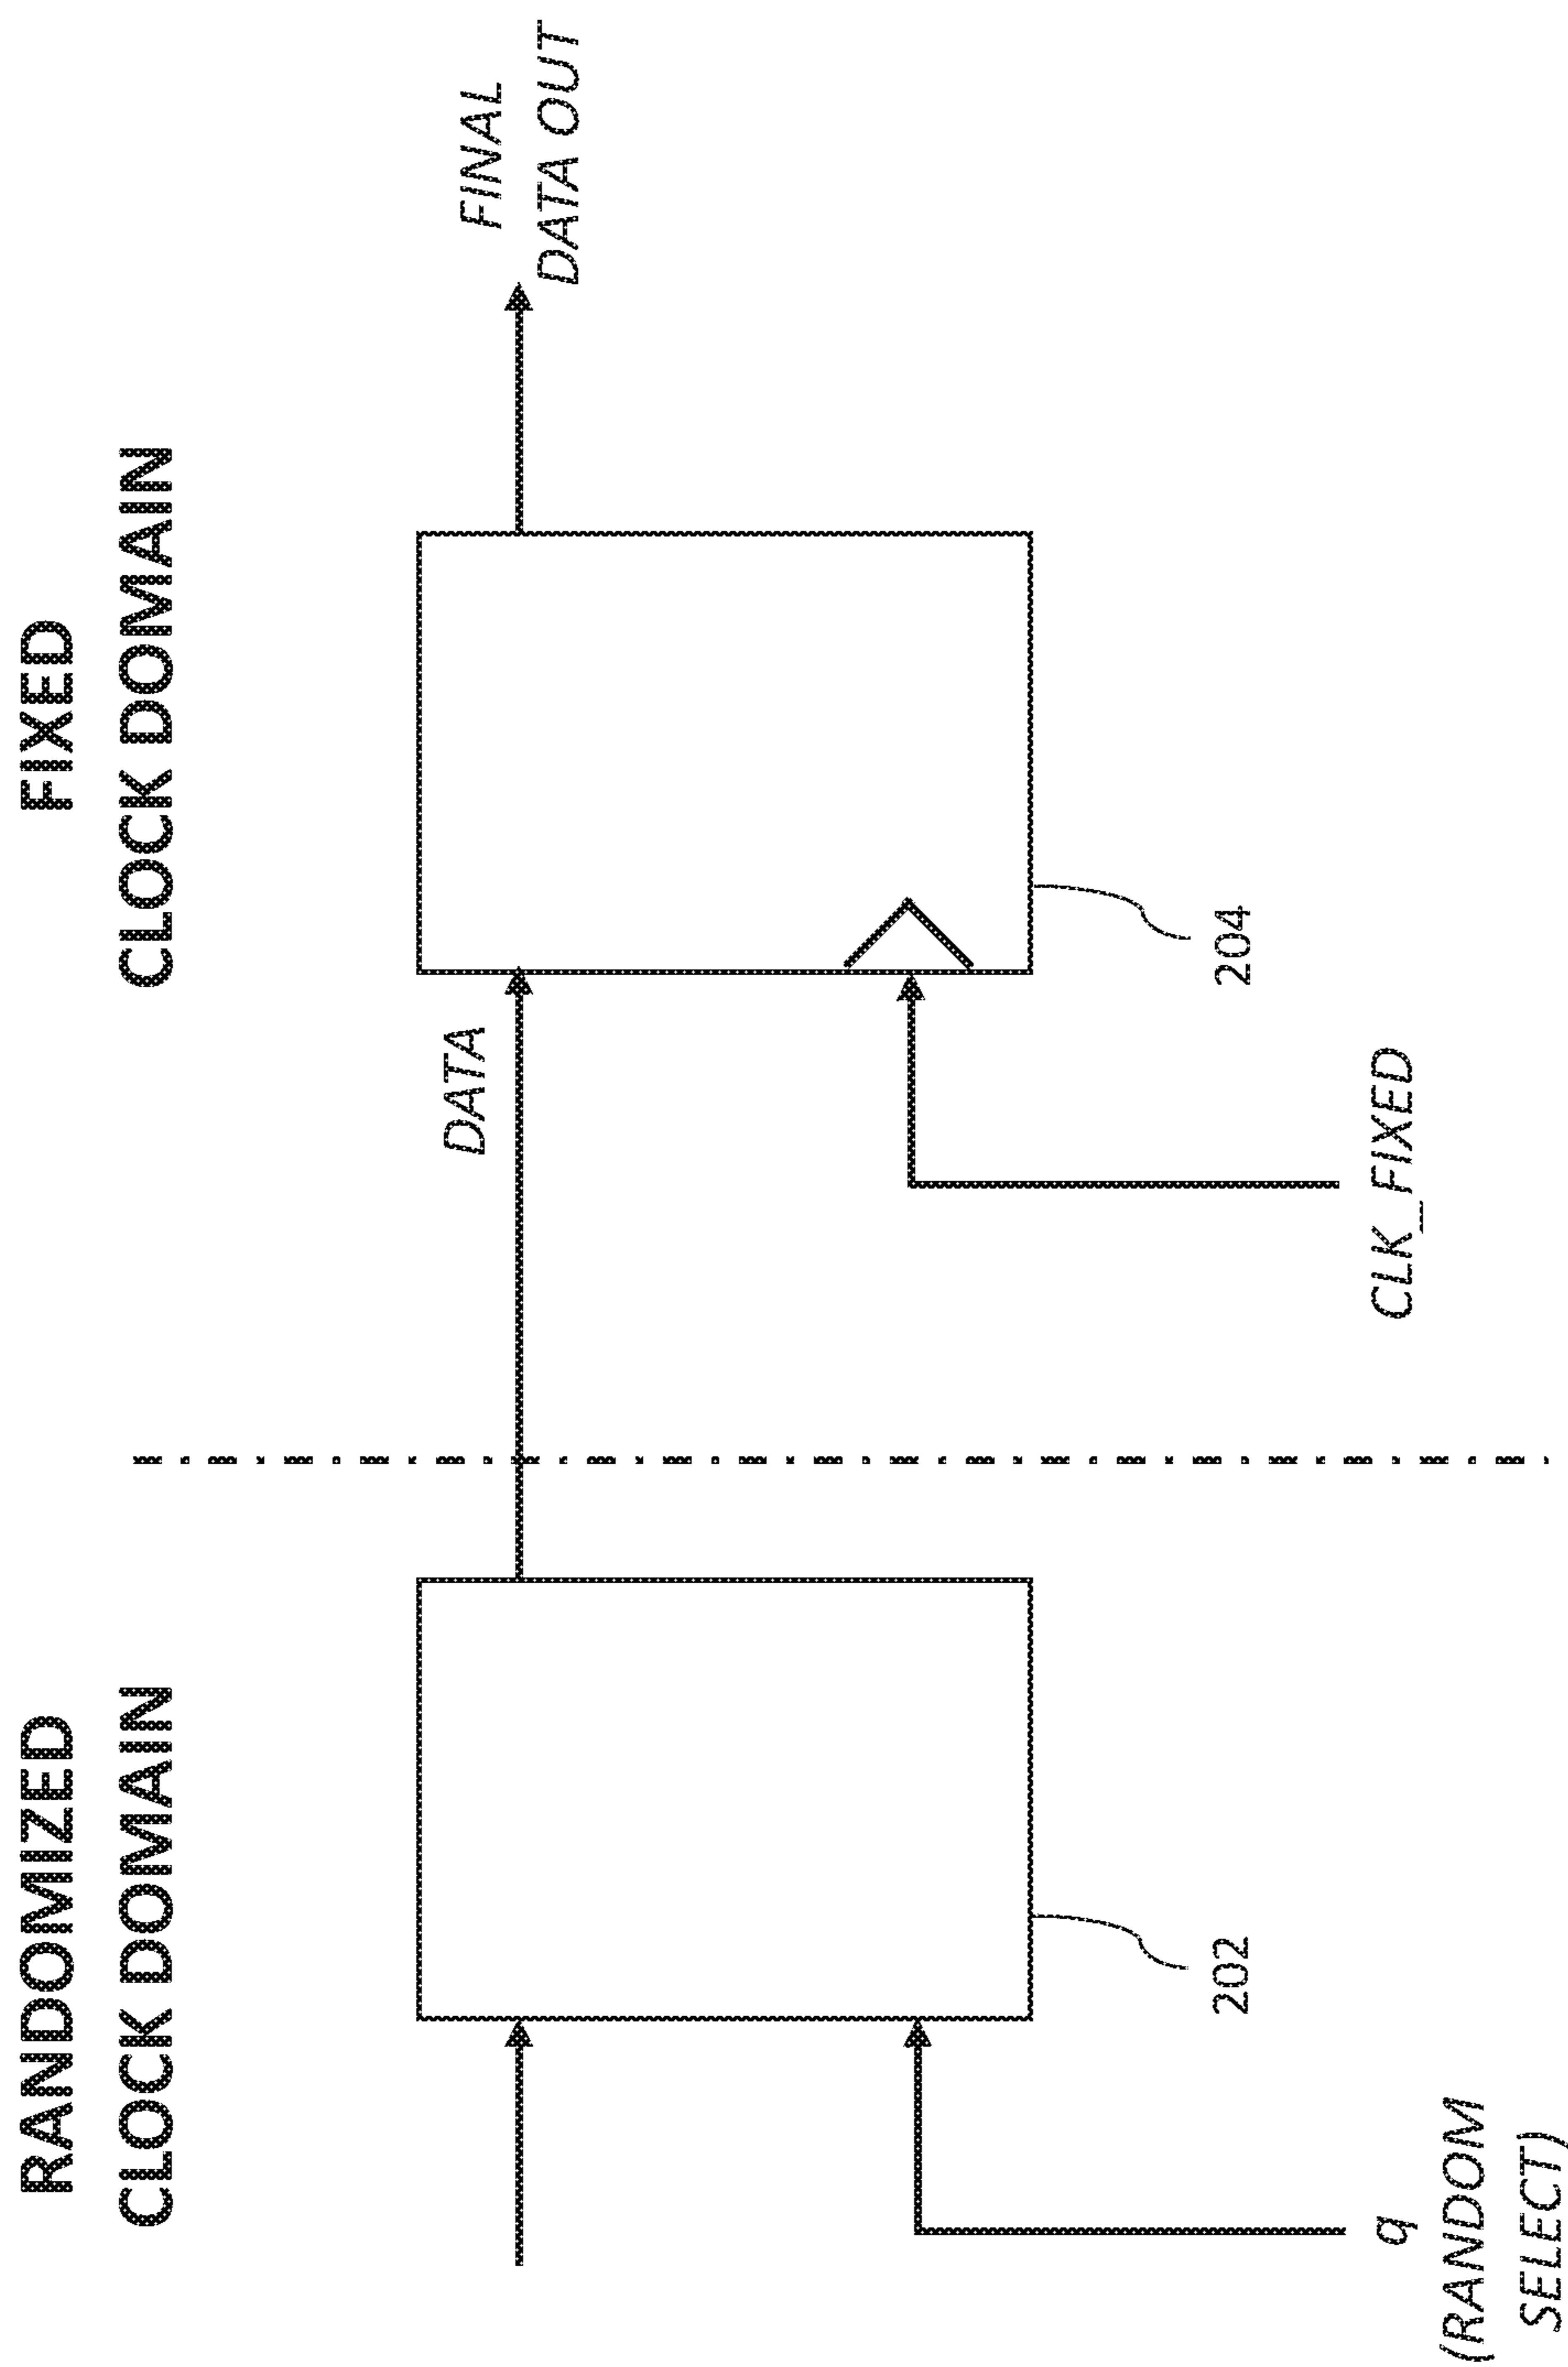 RANDOMIZED
CLOCK DOMAIN
FIXED
CLOCK DOMAIN
DATA
FINAL
DATA OUT
202
204
q
(RANDOM
SELECT)
CLK_FIXED